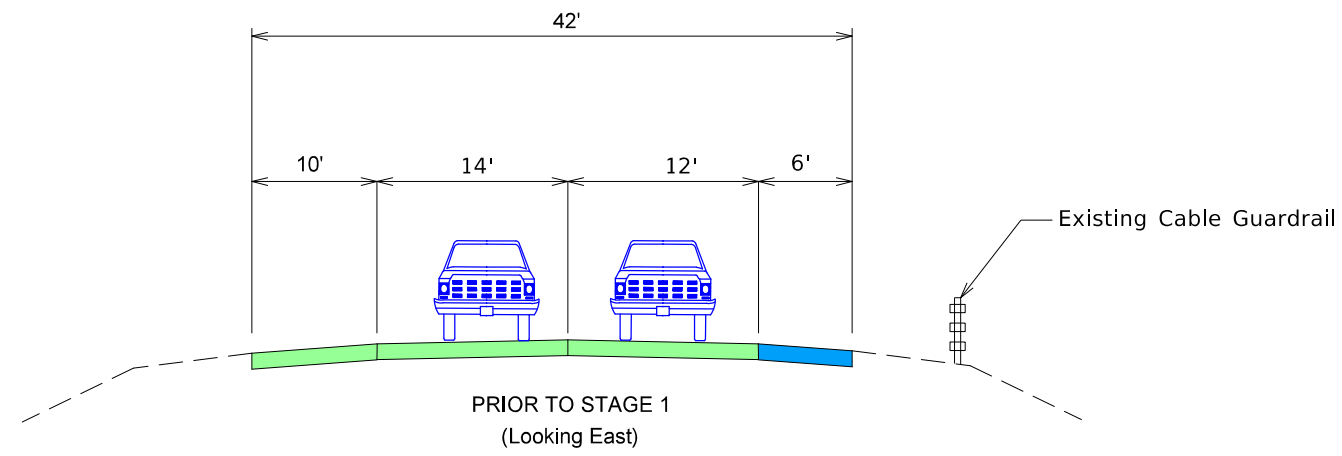 42'
10'
14'
12'
6'
Existing Cable Guardrail
PRIOR TO STAGE 1
(Looking East)